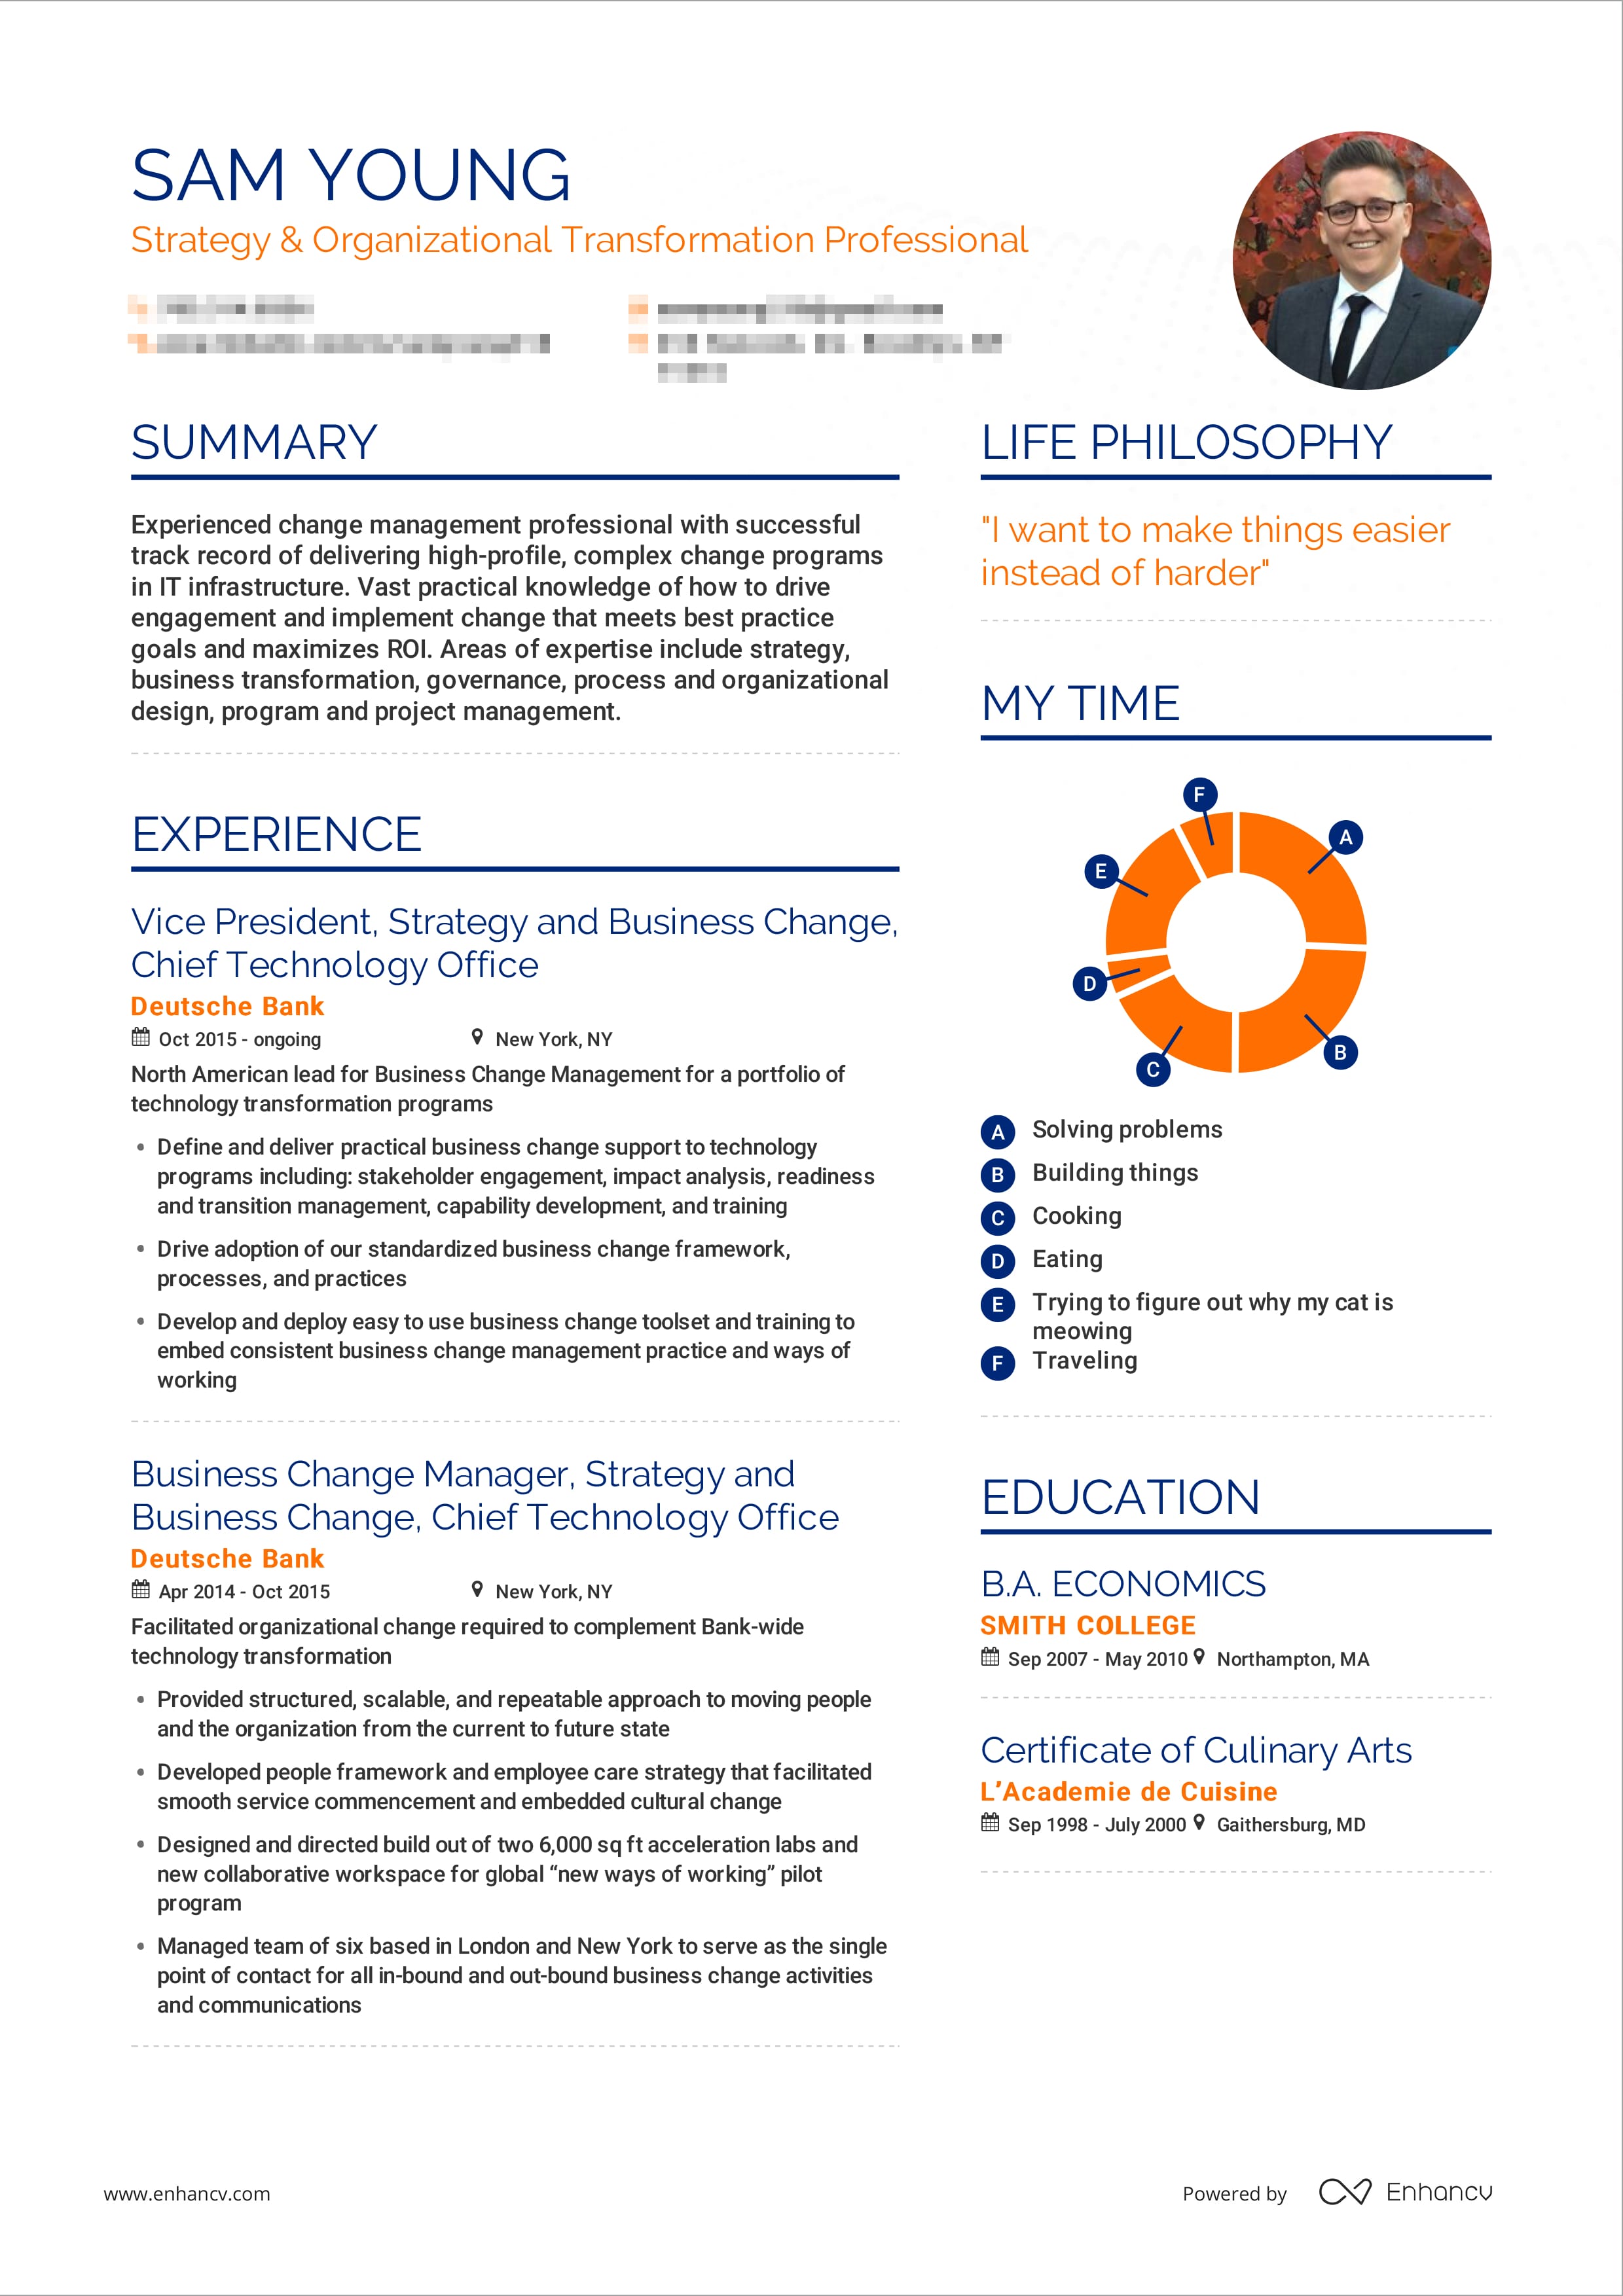 SAM YOUNG
Strategy & Organizational Transformation Professional
SUMMARY
Experienced change management professional with successful
track record of delivering high-profile, complex change programs
in IT infrastructure. Vast practical knowledge of how to drive
engagement and implement change that meets best practice
goals and maximizes ROI. Areas of expertise include strategy,
business transformation, governance, process and organizational
design, program and project management.
EXPERIENCE
Vice President, Strategy and Business Change,
Chief Technology Office
Deutsche Bank
Oct 2015 - ongoing
New York, NY
North American lead for Business Change Management for a portfolio of
technology transformation programs
• Define and deliver practical business change support to technology
programs including: stakeholder engagement, impact analysis, readiness
and transition management, capability development, and training
• Drive adoption of our standardized business change framework,
processes, and practices
• Develop and deploy easy to use business change toolset and training to
embed consistent business change management practice and ways of
working
Business Change Manager, Strategy and
Business Change, Chief Technology Office
Deutsche Bank
Apr 2014 - Oct 2015
New York, NY
Facilitated organizational change required to complement Bank-wide
technology transformation
• Provided structured, scalable, and repeatable approach to moving people
and the organization from the current to future state
• Developed people framework and employee care strategy that facilitated
smooth service commencement and embedded cultural change
• Designed and directed build out of two 6,000 sq ft acceleration labs and
new collaborative workspace for global “new ways of working” pilot
program
• Managed team of six based in London and New York to serve as the single
point of contact for all in-bound and out-bound business change activities
and communications
LIFE PHILOSOPHY
"I want to make things easier
instead of harder"
MY TIME
F
A
E
D
B
C
A Solving problems
B Building things
C Cooking
D Eating
E Trying to figure out why my cat is
meowing
F Traveling
EDUCATION
B.A. ECONOMICS
SMITH COLLEGE
Sep 2007 - May 2010 Northampton, MA
Certificate of Culinary Arts
L’Academie de Cuisine
Sep 1998 - July 2000 Gaithersburg, MD
www.enhancv.com
Powered by Enhancv